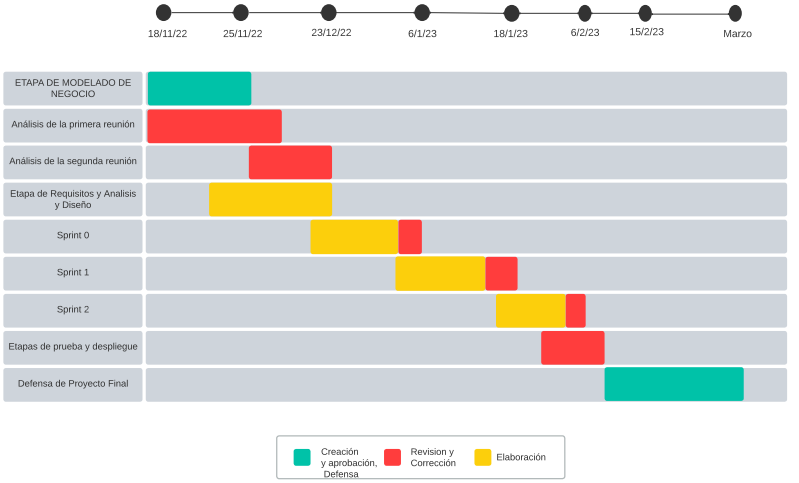 18/11/22
25/11/22
23/12/22
6/1/23
18/1/23
6/2/23
15/2/23
Marzo
ETAPA DE MODELADO DE
NEGOCIO
Análisis de la primera reunión
Análisis de la segunda reunión
Etapa de Requisitos y Analisis
y Diseño
Sprint 0
Sprint 1
Sprint 2
Etapas de prueba y despliegue
Defensa de Proyecto Final
Creación
y aprobación,
Defensa
Revision y
Corrección
Elaboración